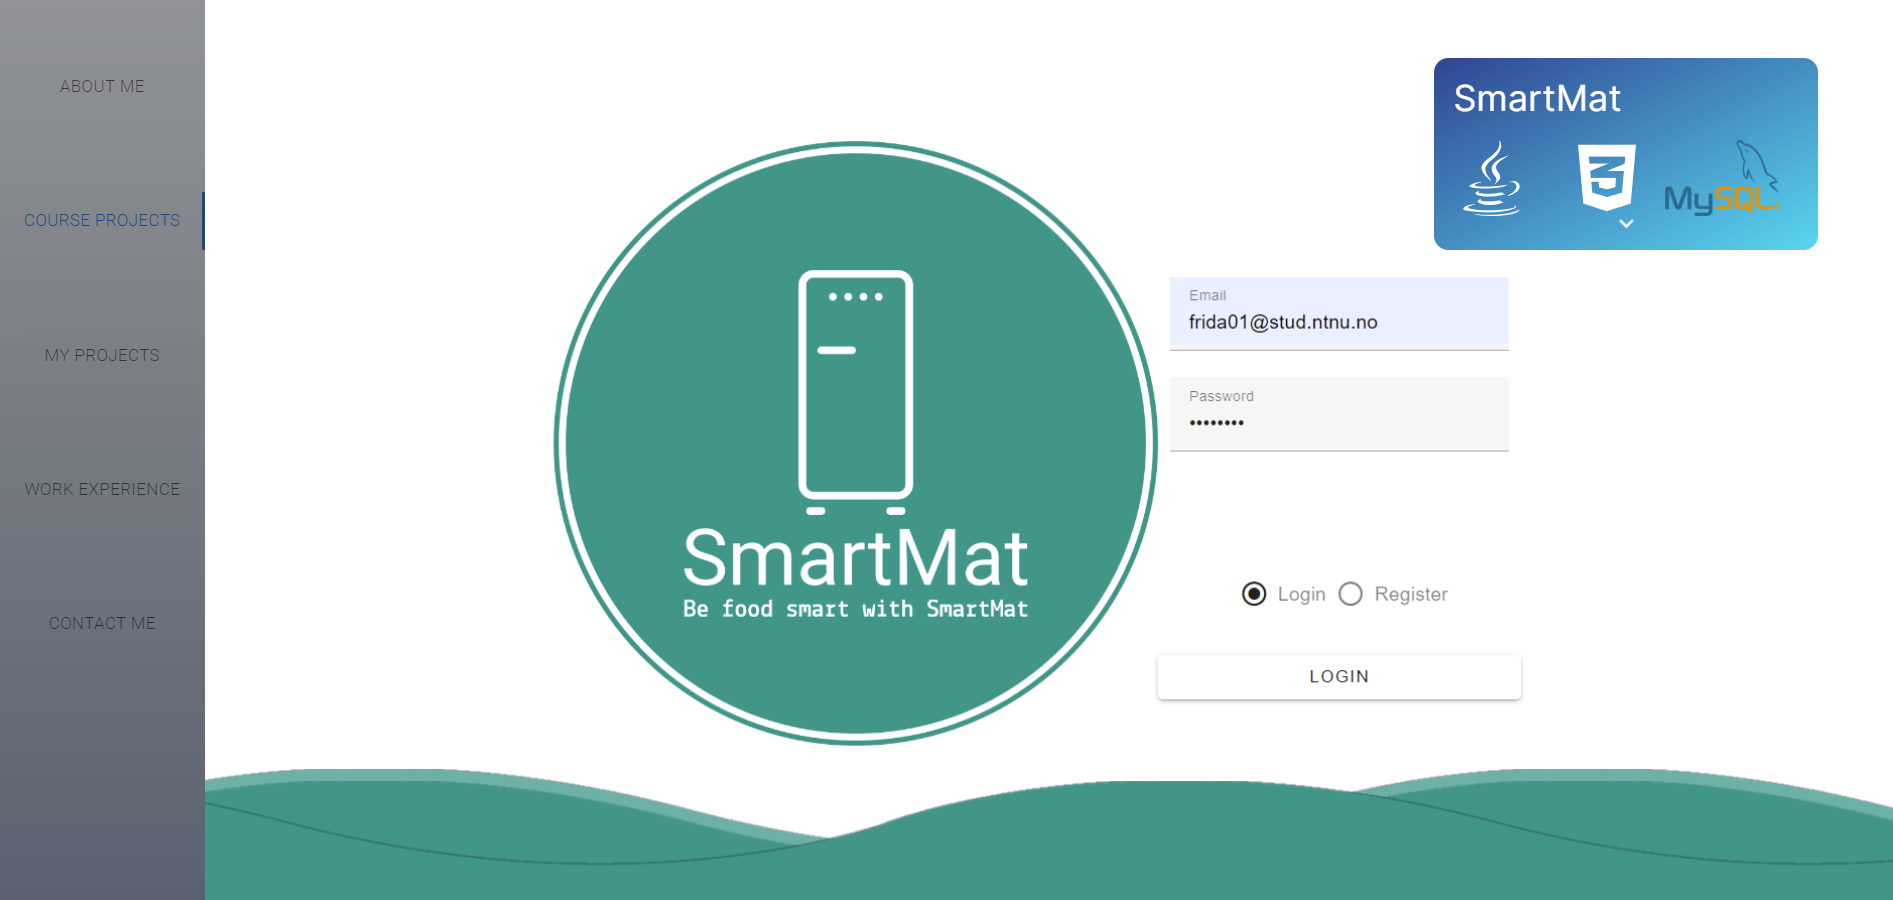 ABOUT ME
COURSE PROJECTS
MY PROJECTS
WORK EXPERIENCE
CONTACT ME
SmartMat
Be food smart with SmartMat
SmartMat
3
MySQL
Email
frida01@stud.ntnu.no
Password
••••••••
Login
Register
LOGIN